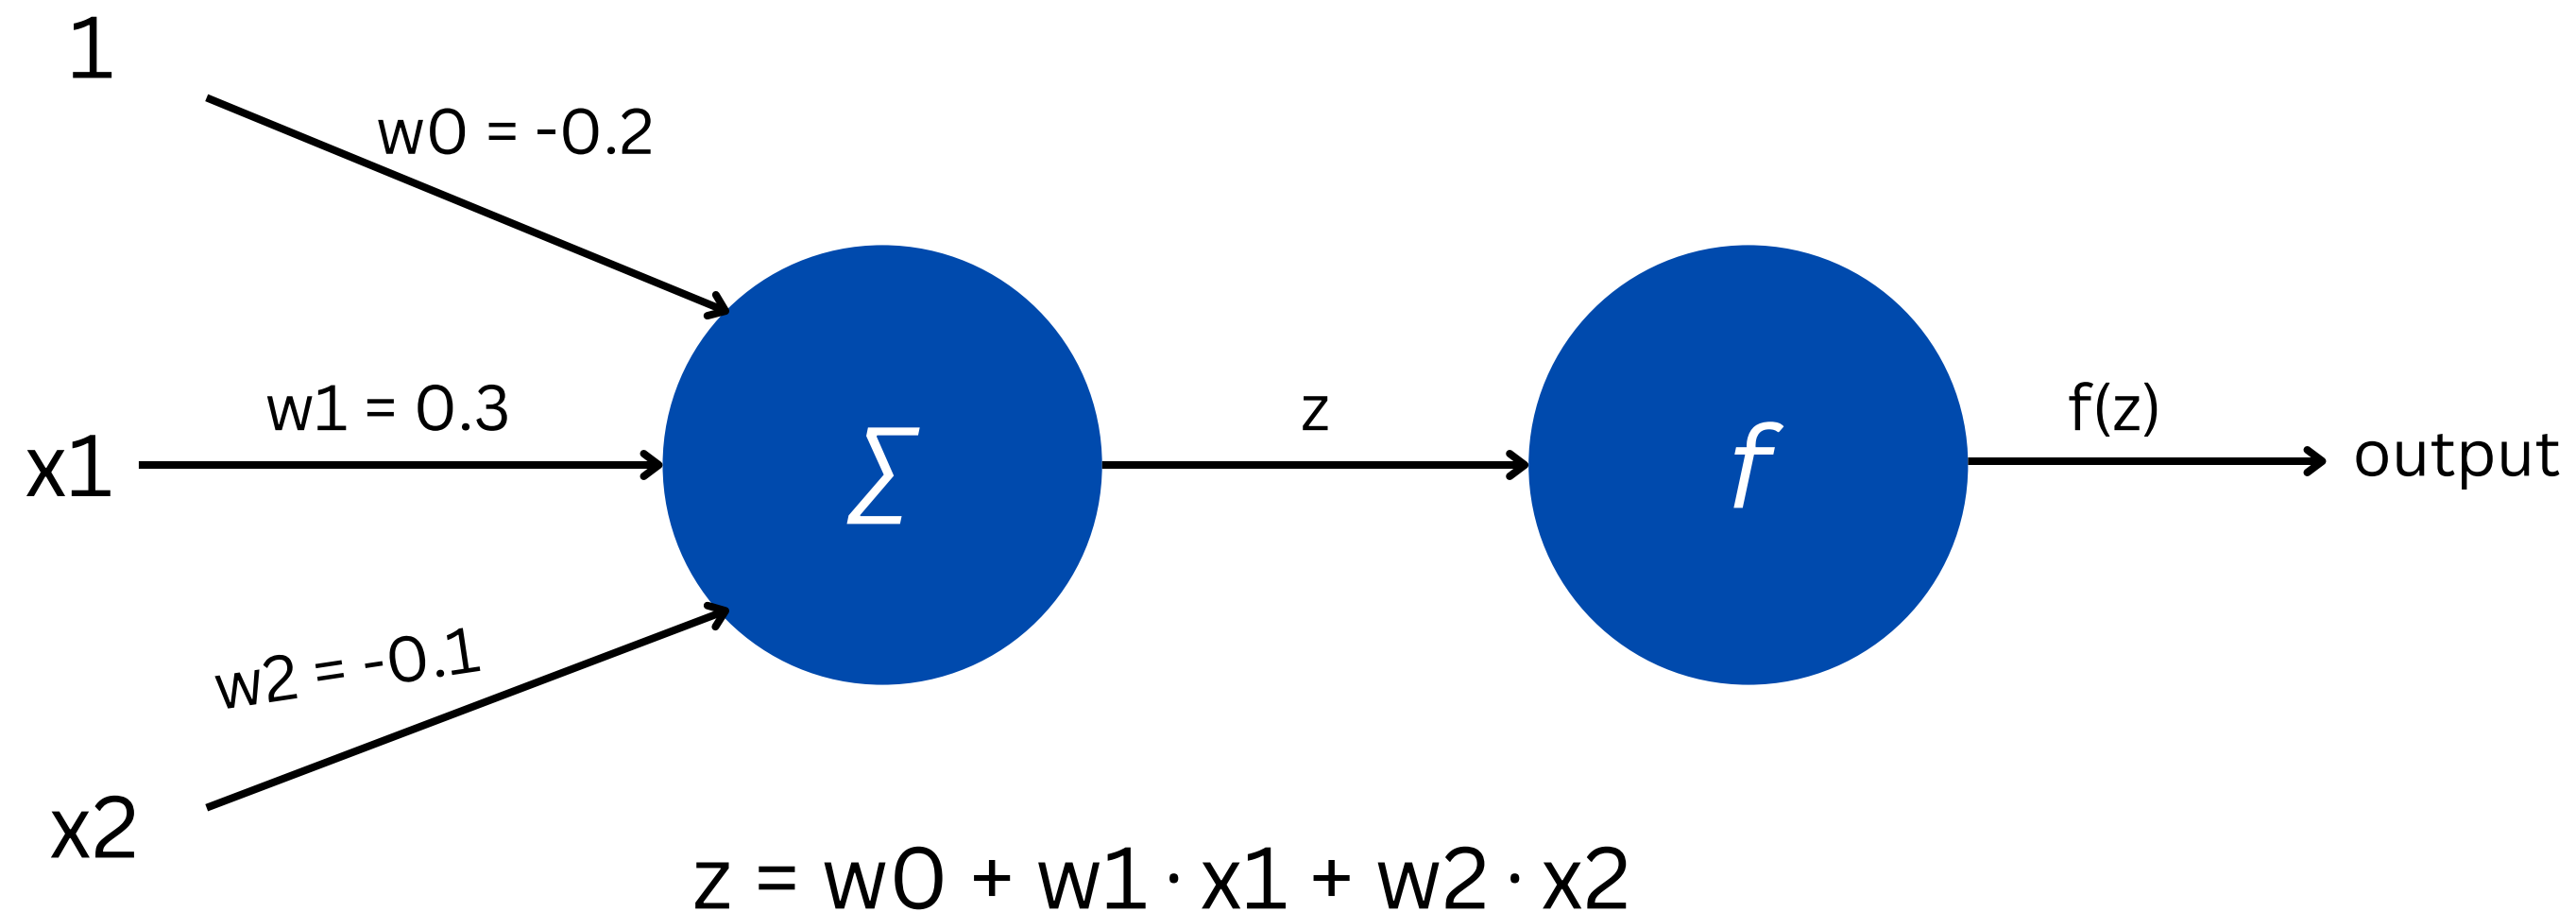 1
w0 = -0.2
w1 = 0.3
x1
∑
z
f
f(z)
output
w2 = -0.1
x2
z = w0 + w1 · x1 + w2 · x2